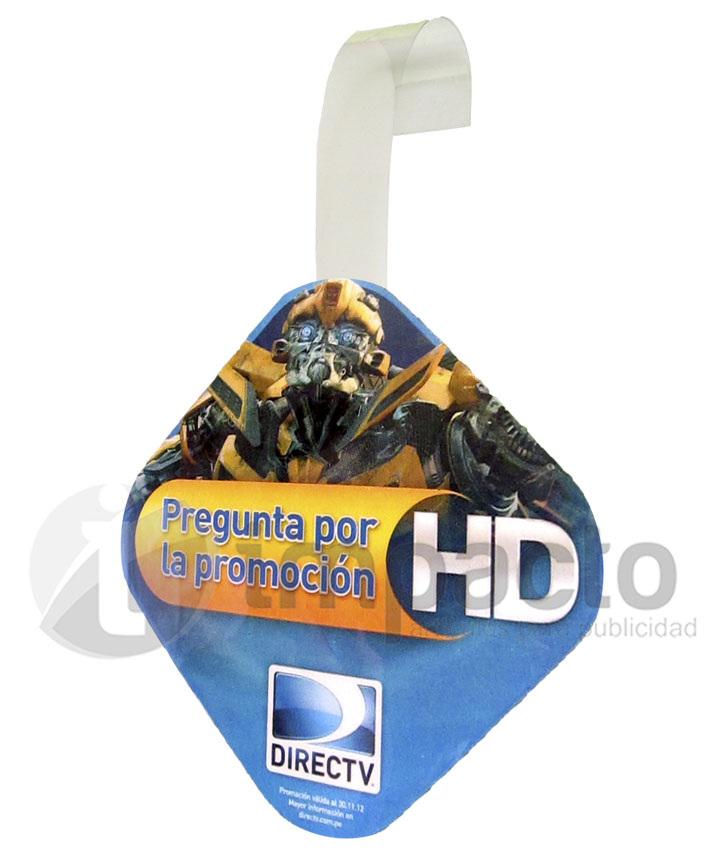 Pregunta por
la promoción
HD
DIRECTV
Promoción válida al 30.11.12
Mayor información en
directv.com.pe
impacto
publicidad